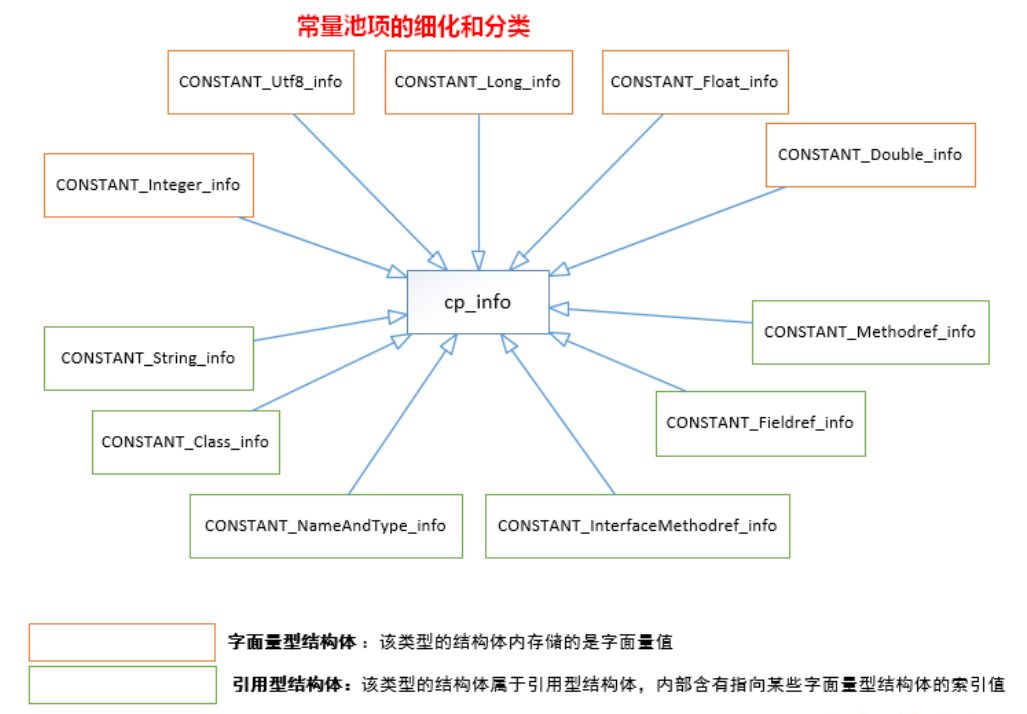 常量池项的细化和分类
CONSTANT_Utf8_info
CONSTANT_Long_info
CONSTANT_Float_info
CONSTANT_Double_info
CONSTANT_Integer_info
cp_info
CONSTANT_Methodref_info
CONSTANT_String_info
CONSTANT_Fieldref_info
CONSTANT_Class_info
CONSTANT_NameAndType_info
CONSTANT_InterfaceMethodref_info
字面量型结构体 ：该类型的结构体内存储的是字面量值
引用型结构体：该类型的结构体属于引用型结构体，内部含有指向某些字面量型结构体的索引值